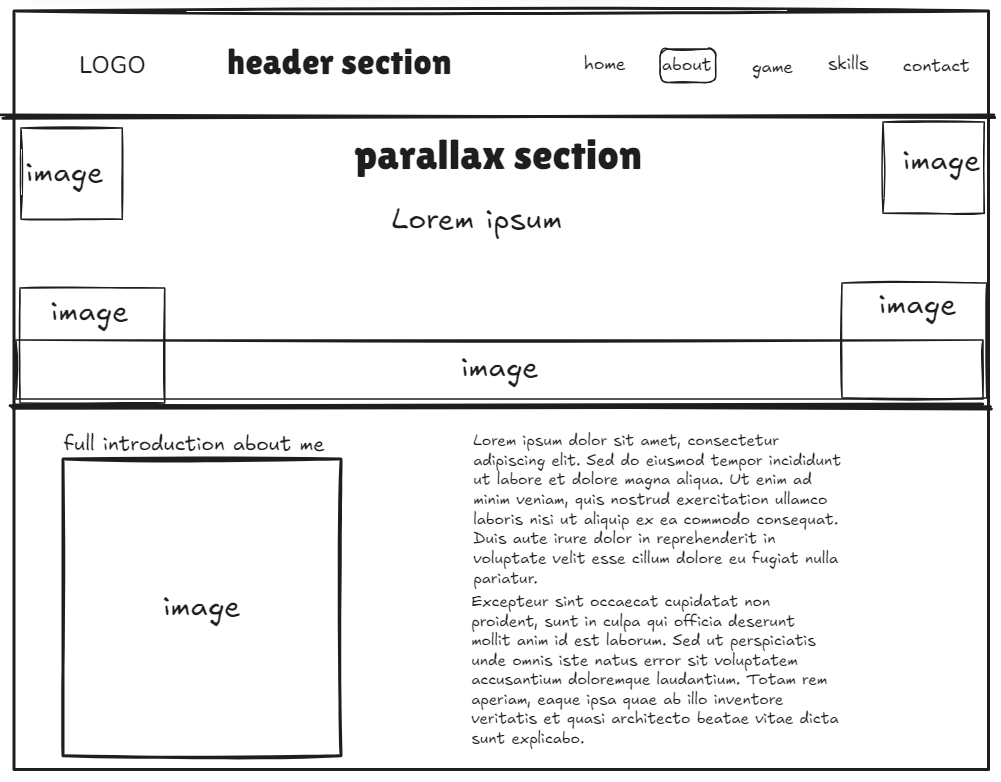 LOGO
header section
home
about
game
skills
contact
image
parallax section
image
Lorem ipsum
image
image
image
full introduction about me
image
Lorem ipsum dolor sit amet, consectetur
adipiscing elit. Sed do eiusmod tempor incididunt
ut labore et dolore magna aliqua. Ut enim ad
minim veniam, quis nostrud exercitation ullamco
laboris nisi ut aliquip ex ea commodo consequat.
Duis aute irure dolor in reprehenderit in
voluptate velit esse cillum dolore eu fugiat nulla
pariatur.
Excepteur sint occaecat cupidatat non
proident, sunt in culpa qui officia deserunt
mollit anim id est laborum. Sed ut perspiciatis
unde omnis iste natus error sit voluptatem
accusantium doloremque laudantium. Totam rem
aperiam, eaque ipsa quae ab illo inventore
veritatis et quasi architecto beatae vitae dicta
sunt explicabo.